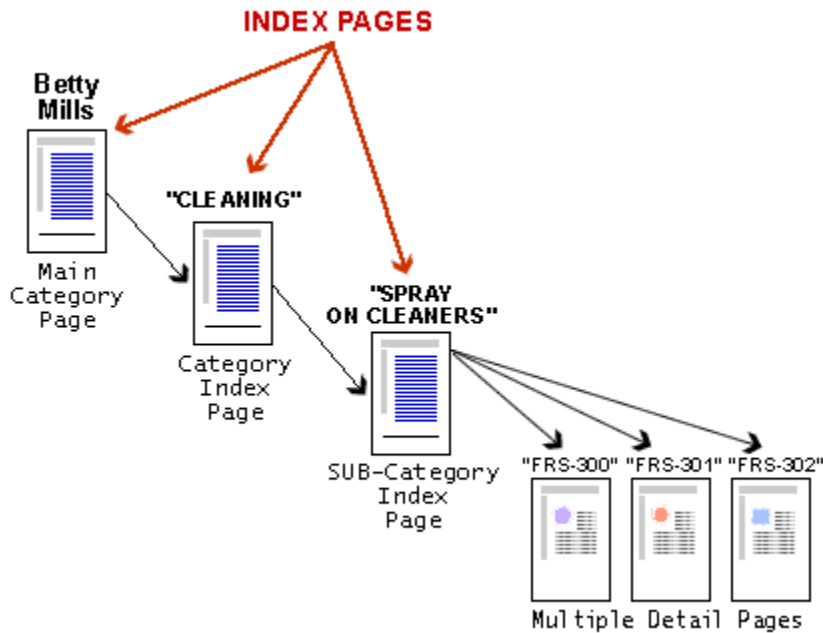 INDEX PAGES
Betty
Mills
Main
Category
Page
"CLEANING"
Category
Index
Page
"SPRAY
ON CLEANERS"
SUB-Category
Index
Page
"FRS-300" "FRS-301" "FRS-302"
Multiple Detail Pages